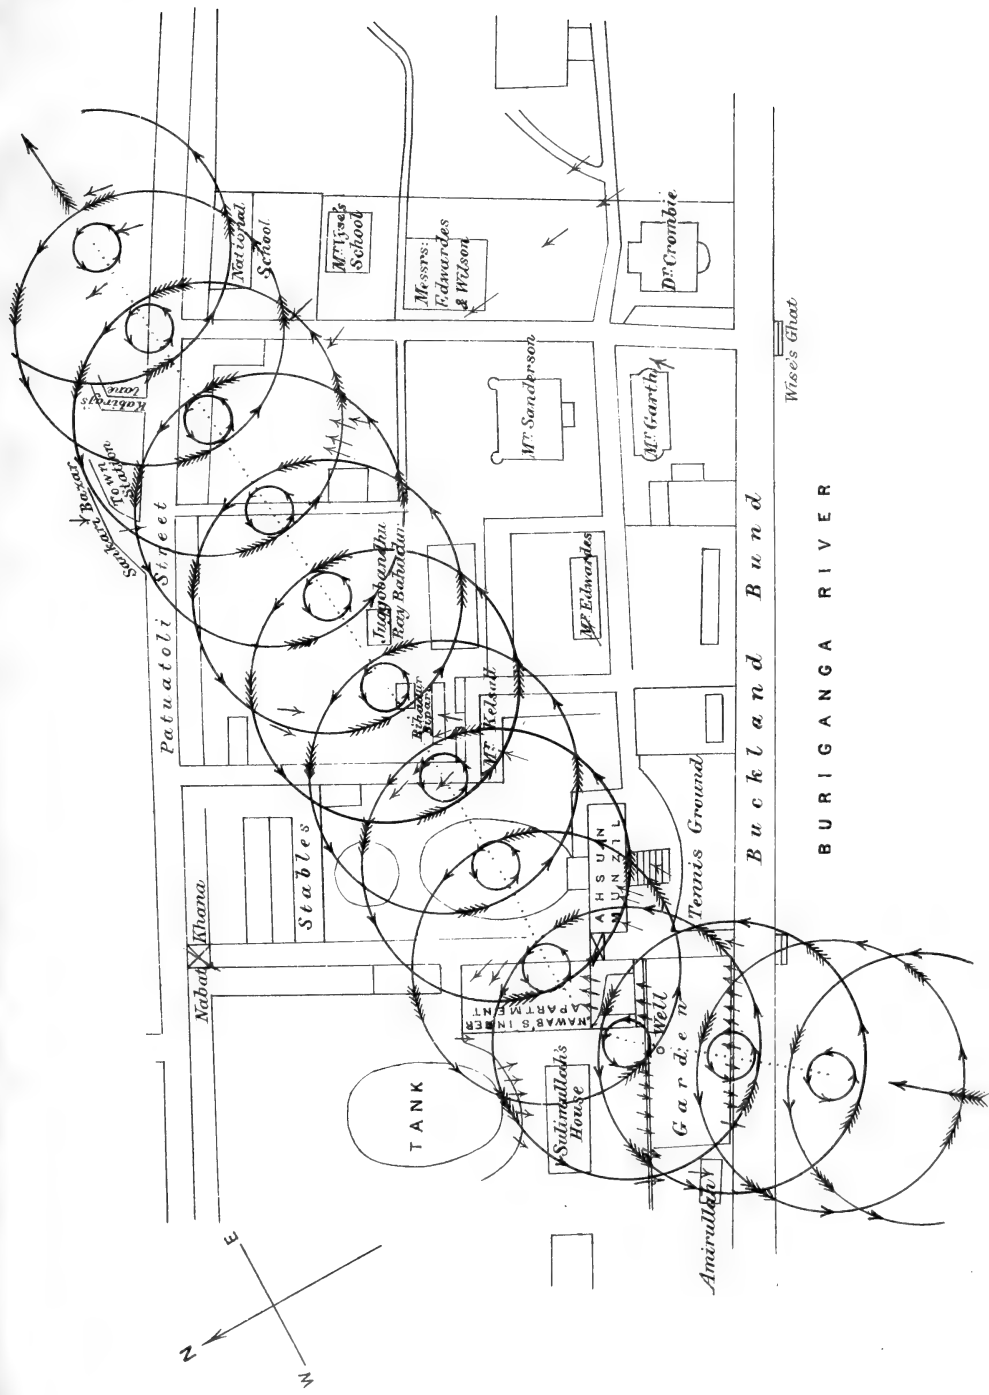 National
School
Mr. Tyse's
School
Messrs:
Edwardes
& Wilson
Dr. Crombie
Kabiraj's
lane
Town
Station
Sankari Bazar
Patuatoli Street
Mr. Sanderson
Mr. Garth
Wise's Ghat
Juggobandhu
Ray Bahadur
Mr. Edwardes
Mr. Kelsall
Buckland Bund
BURIGANGA RIVER
Stables
AHSUN
MUNZIL
Tennis Ground
Nabat Khana
NAWAB'S INNER
APARTMENT
Well
Garden
TANK
Sulimullah's
House
Amirullah
N
E
W